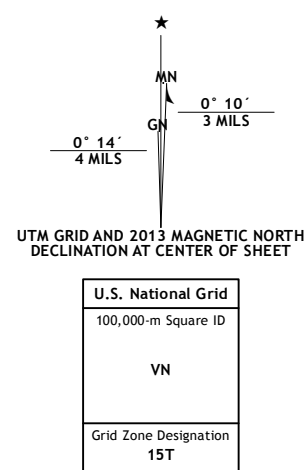 ★
MN
GN
0° 10´
3 MILS
0° 14´
4 MILS
UTM GRID AND 2013 MAGNETIC NORTH
DECLINATION AT CENTER OF SHEET
U.S. National Grid
100,000-m Square ID
VN
Grid Zone Designation
15T